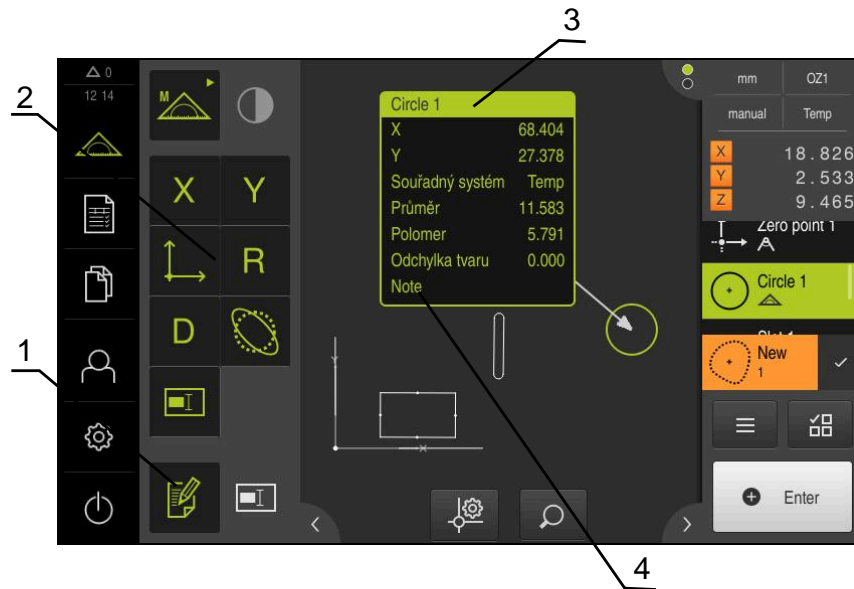 3
2
1
4
0
12 14
M
X
Y
R
D
I
I
Circle 1
X 68.404
Y 27.378
Souřadný systém Temp
Průměr 11.583
Polomer 5.791
Odchylka tvaru 0.000
Note
Y
X
mm OZ1
manual Temp
X 18.826
Y 2.533
Z 9.465
Zero point 1
Circle 1
New
1
Enter